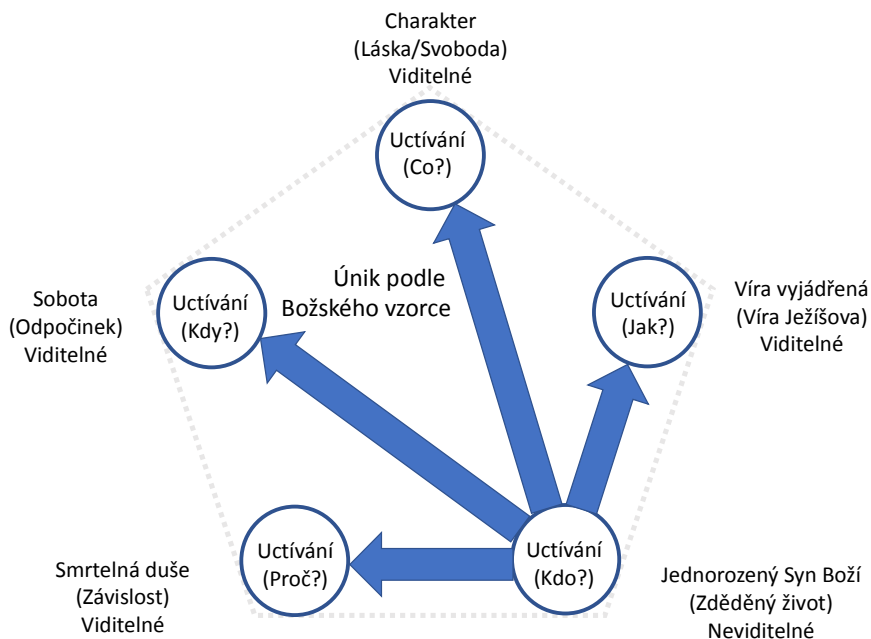 Charakter
(Láska/Svoboda)
Viditelné
Uctívání
(Co?)
Únik podle
Božského vzorce
Sobota
(Odpočinek)
Viditelné
Uctívání
(Kdy?)
Uctívání
(Jak?)
Víra vyjádřená
(Víra Ježíšova)
Viditelné
Smrtelná duše
(Závislost)
Viditelné
Uctívání
(Proč?)
Uctívání
(Kdo?)
Jednorozený Syn Boží
(Zděděný život)
Neviditelné